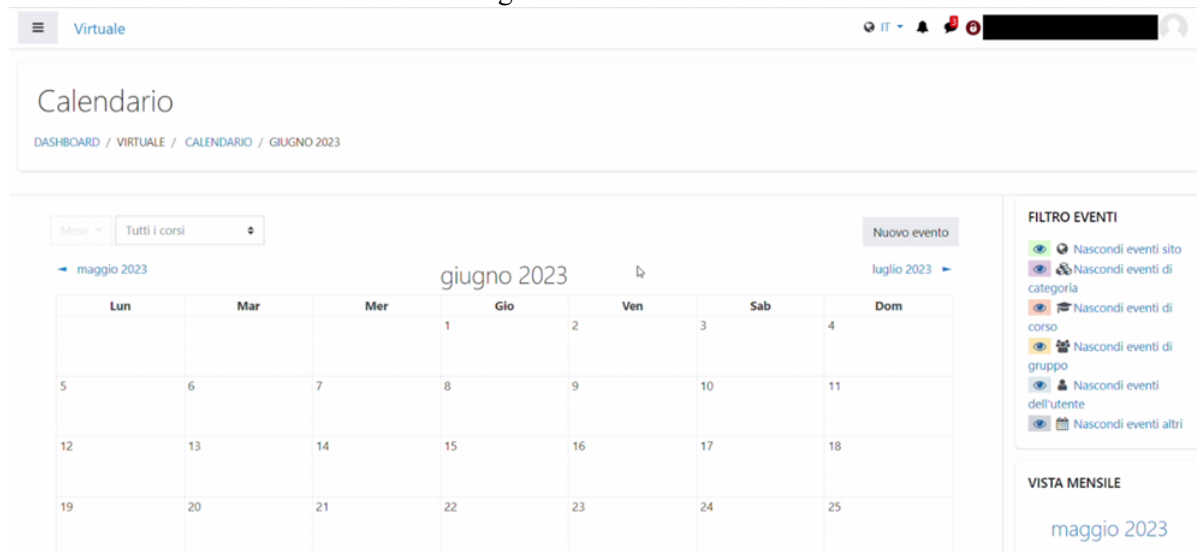 Virtuale
IT
3
Calendario
DASHBOARD / VIRTUALE / CALENDARIO / GIUGNO 2023
Mese
Tutti i corsi
Nuovo evento
◄ maggio 2023
giugno 2023
luglio 2023 ►
Lun Mar Mer Gio Ven Sab Dom
1 2 3 4
5 6 7 8 9 10 11
12 13 14 15 16 17 18
19 20 21 22 23 24 25
FILTRO EVENTI
Nascondi eventi sito
Nascondi eventi di
categoria
Nascondi eventi di
corso
Nascondi eventi di
gruppo
Nascondi eventi
dell'utente
Nascondi eventi altri
VISTA MENSILE
maggio 2023